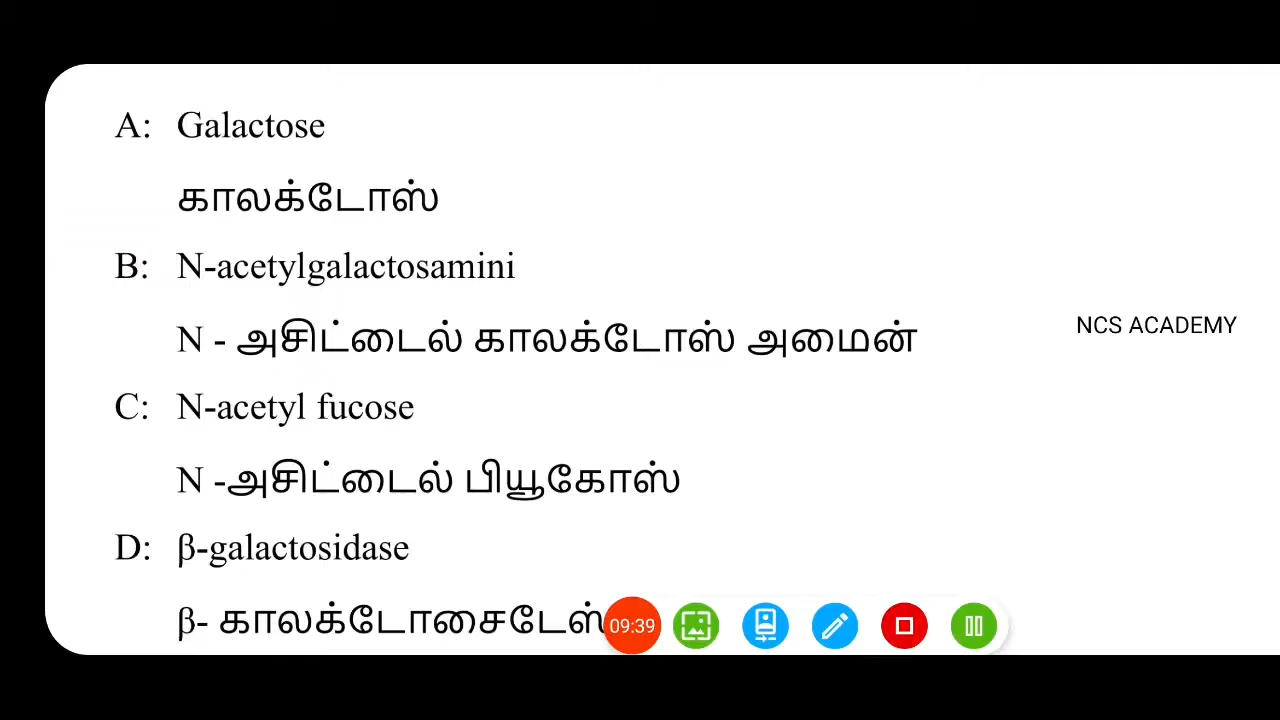 A: Galactose
காலக்டோஸ்
B: N-acetylgalactosamini
N - அசிட்டைல் காலக்டோஸ் அமைன்
NCS ACADEMY
C: N-acetyl fucose
N -அசிட்டைல் பியூகோஸ்
D: β-galactosidase
β- காலக்டோசைடேஸ்
09:39